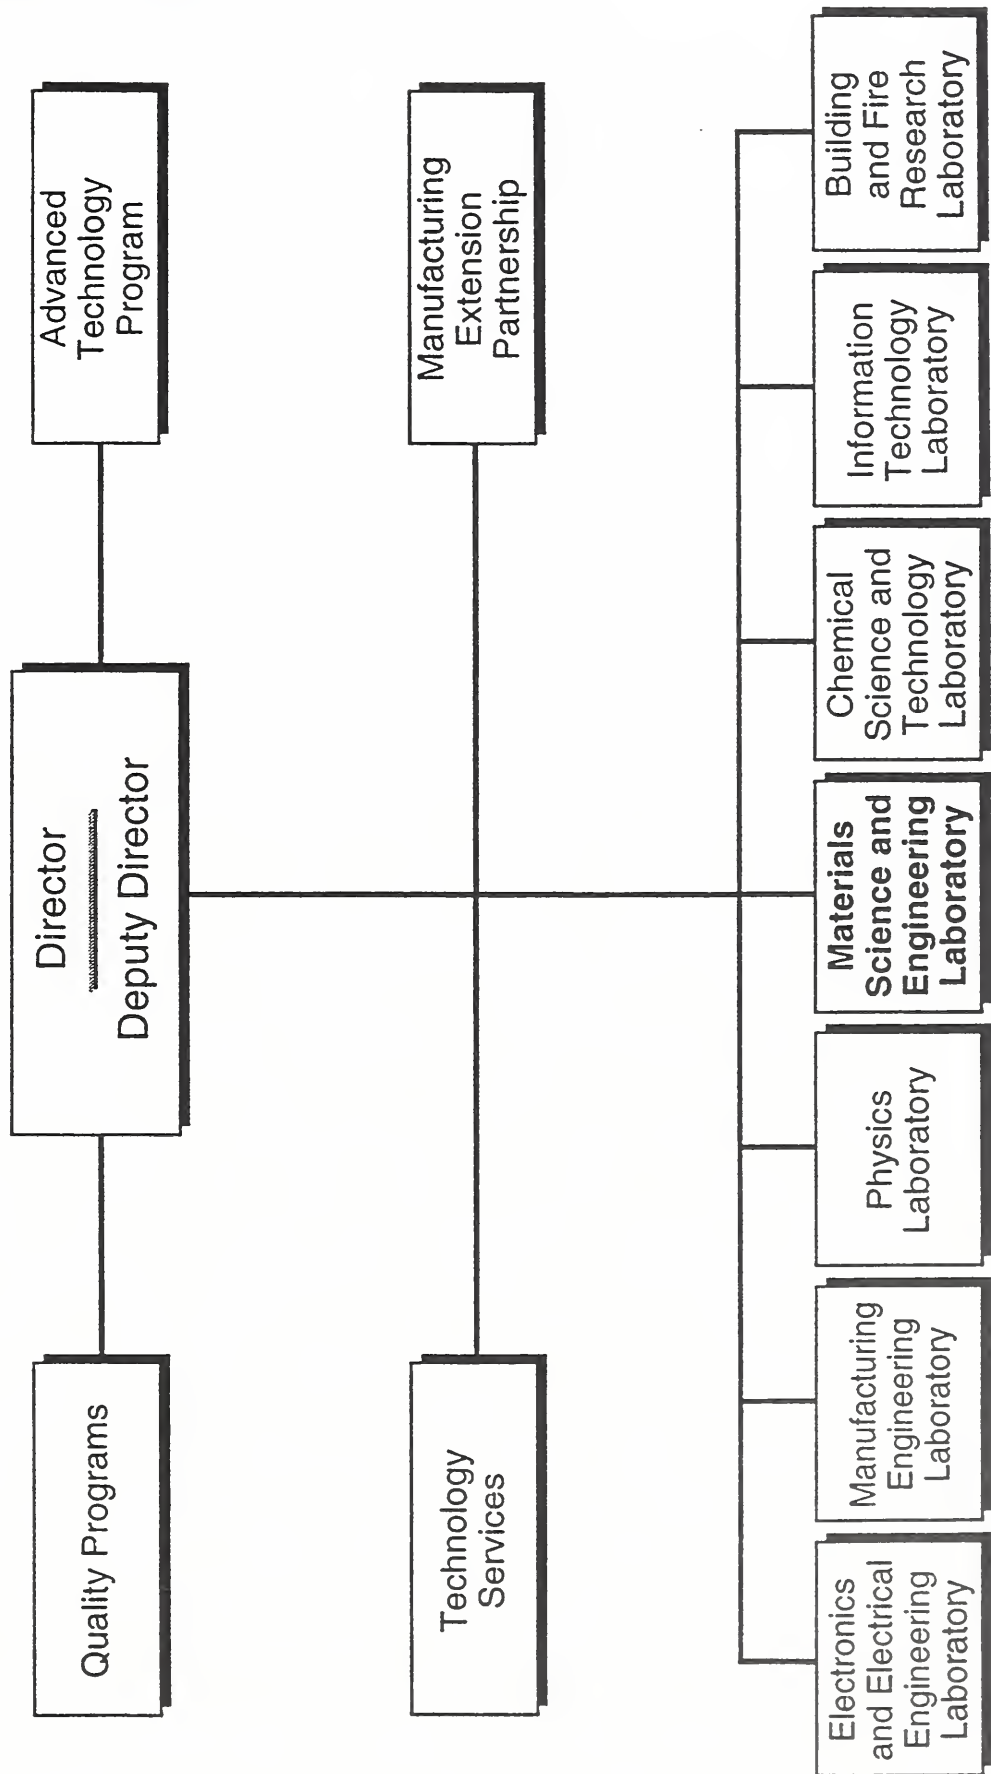 Director
Deputy Director
Quality Programs
Advanced
Technology
Program
Technology
Services
Manufacturing
Extension
Partnership
Electronics
and Electrical
Engineering
Laboratory
Manufacturing
Engineering
Laboratory
Physics
Laboratory
Materials
Science and
Engineering
Laboratory
Chemical
Science and
Technology
Laboratory
Information
Technology
Laboratory
Building
and Fire
Research
Laboratory